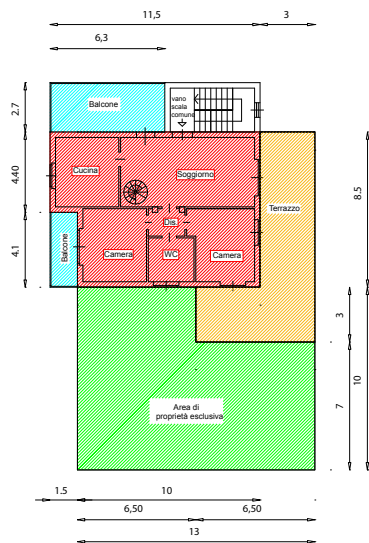 11,5
3
6,3
2.7
Balcone
vano
scala
comune
4.40
Cucina
Soggiorno
Terrazzo
8.5
Dis.
4.1
Balcone
Camera
WC
Camera
3
10
7
Area di
proprietà esclusiva
1.5
10
6,50
6,50
13